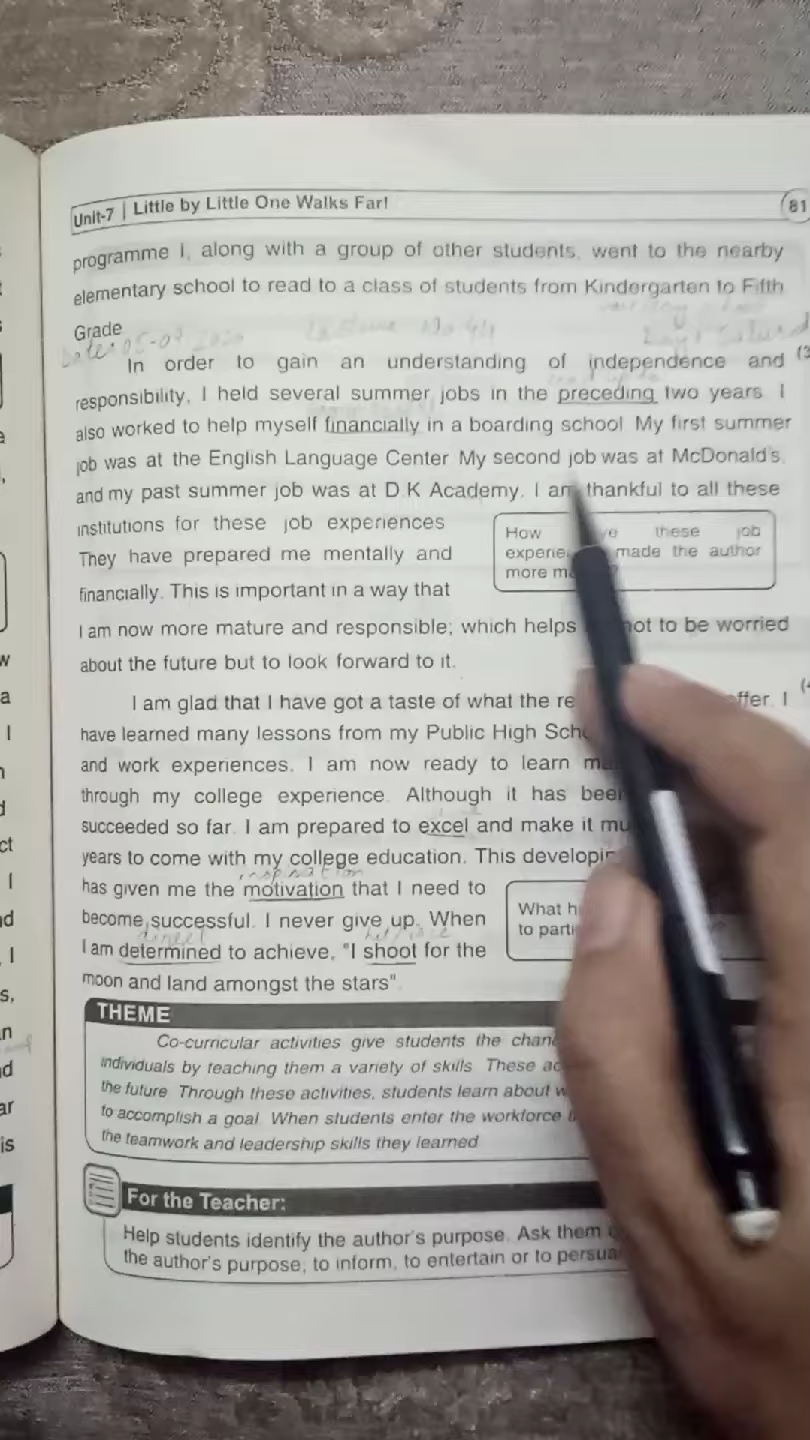 Unit-7 | Little by Little One Walks Far!
81
programme I, along with a group of other students, went to the nearby
elementary school to read to a class of students from Kindergarten to Fifth
Grade
Date: 05-09 2020 Lecture No 44
In order to gain an understanding of independence and
responsibility, I held several summer jobs in the preceding two years I
also worked to help myself financially in a boarding school My first summer
job was at the English Language Center My second job was at McDonald's,
and my past summer job was at D K Academy. I am thankful to all these
institutions for these job experiences
They have prepared me mentally and
financially. This is important in a way that
How these job
made the author
more
I am now more mature and responsible; which helps not to be worried
about the future but to look forward to it.
I am glad that I have got a taste of what the I
have learned many lessons from my Public High
and work experiences. I am now ready to learn
through my college experience. Although it has
succeeded so far I am prepared to excel and make it
years to come with my college education. This
inspiration
has given me the motivation that I need to
become successful. I never give up. When
I am determined to achieve, "I shoot for the
moon and land amongst the stars"
What
to
THEME
Co-curricular activities give students the
individuals by teaching them a variety of skills These
the future Through these activities, students learn about
to accomplish a goal When students enter the workforce
the teamwork and leadership skills they learned
For the Teacher:
Help students identify the author's purpose. Ask them
the author's purpose; to inform, to entertain or to
ct
is